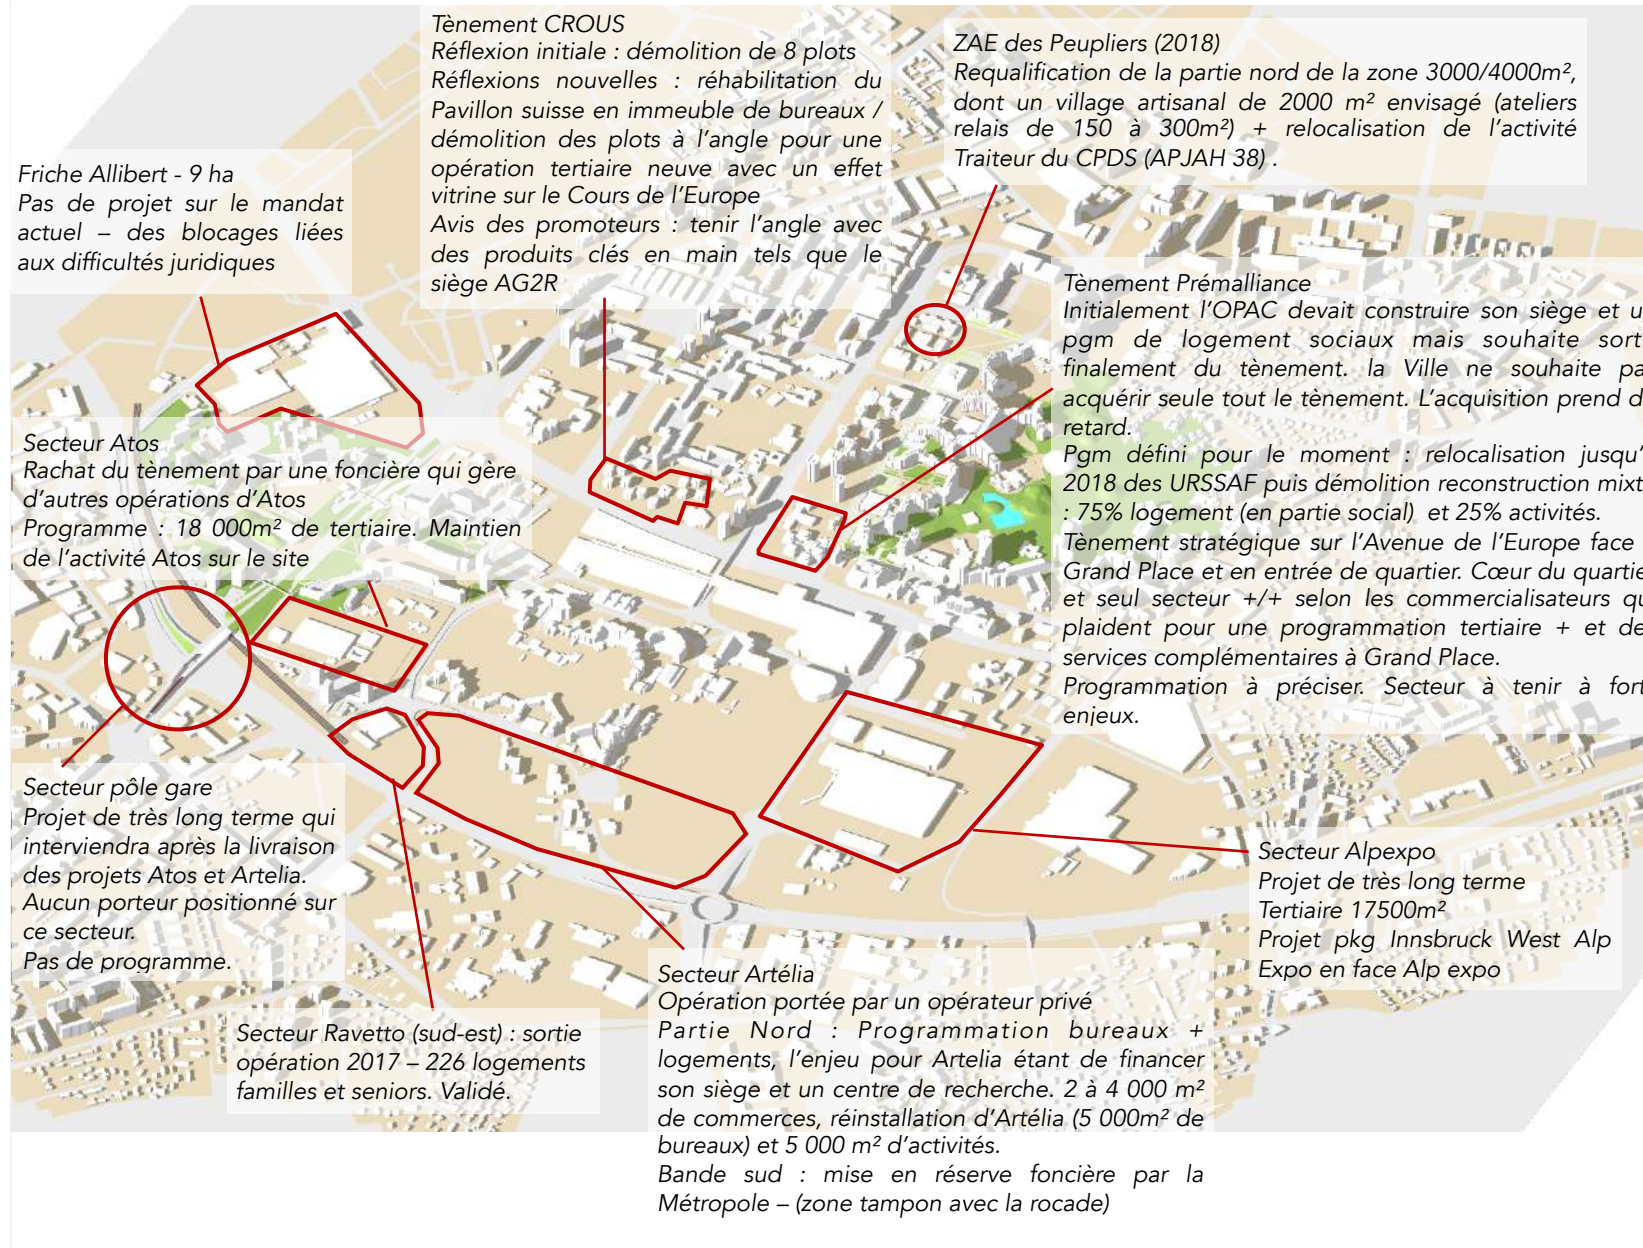 Tènement CROUS
Réflexion initiale : démolition de 8 plots
Réflexions nouvelles : réhabilitation du
Pavillon suisse en immeuble de bureaux /
démolition des plots à l’angle pour une
opération tertiaire neuve avec un effet
vitrine sur le Cours de l’Europe
Avis des promoteurs : tenir l’angle avec
des produits clés en main tels que le
siège AG2R
ZAE des Peupliers (2018)
Requalification de la partie nord de la zone 3000/4000m²,
dont un village artisanal de 2000 m² envisagé (ateliers
relais de 150 à 300m²) + relocalisation de l’activité
Traiteur du CPDS (APJAH 38) .
Friche Allibert - 9 ha
Pas de projet sur le mandat
actuel – des blocages liées
aux difficultés juridiques
Tènement Prémalliance
Initialement l’OPAC devait construire son siège et u
pgm de logement sociaux mais souhaite sort
finalement du tènement. la Ville ne souhaite pa
acquérir seule tout le tènement. L’acquisition prend d
retard.
Pgm défini pour le moment : relocalisation jusqu’
2018 des URSSAF puis démolition reconstruction mixt
: 75% logement (en partie social) et 25% activités.
Tènement stratégique sur l’Avenue de l’Europe face
Grand Place et en entrée de quartier. Cœur du quartie
et seul secteur +/+ selon les commercialisateurs qu
plaident pour une programmation tertiaire + et de
services complémentaires à Grand Place.
Programmation à préciser. Secteur à tenir à fort
enjeux.
Secteur Atos
Rachat du tènement par une foncière qui gère
d’autres opérations d’Atos
Programme : 18 000m² de tertiaire. Maintien
de l’activité Atos sur le site
Secteur pôle gare
Projet de très long terme qui
interviendra après la livraison
des projets Atos et Artelia.
Aucun porteur positionné sur
ce secteur.
Pas de programme.
Secteur Alpexpo
Projet de très long terme
Tertiaire 17500m²
Projet pkg Innsbruck West Alp
Expo en face Alp expo
Secteur Ravetto (sud-est) : sortie
opération 2017 – 226 logements
familles et seniors. Validé.
Secteur Artélia
Opération portée par un opérateur privé
Partie Nord : Programmation bureaux +
logements, l’enjeu pour Artelia étant de financer
son siège et un centre de recherche. 2 à 4 000 m²
de commerces, réinstallation d’Artélia (5 000m² de
bureaux) et 5 000 m² d’activités.
Bande sud : mise en réserve foncière par la
Métropole – (zone tampon avec la rocade)